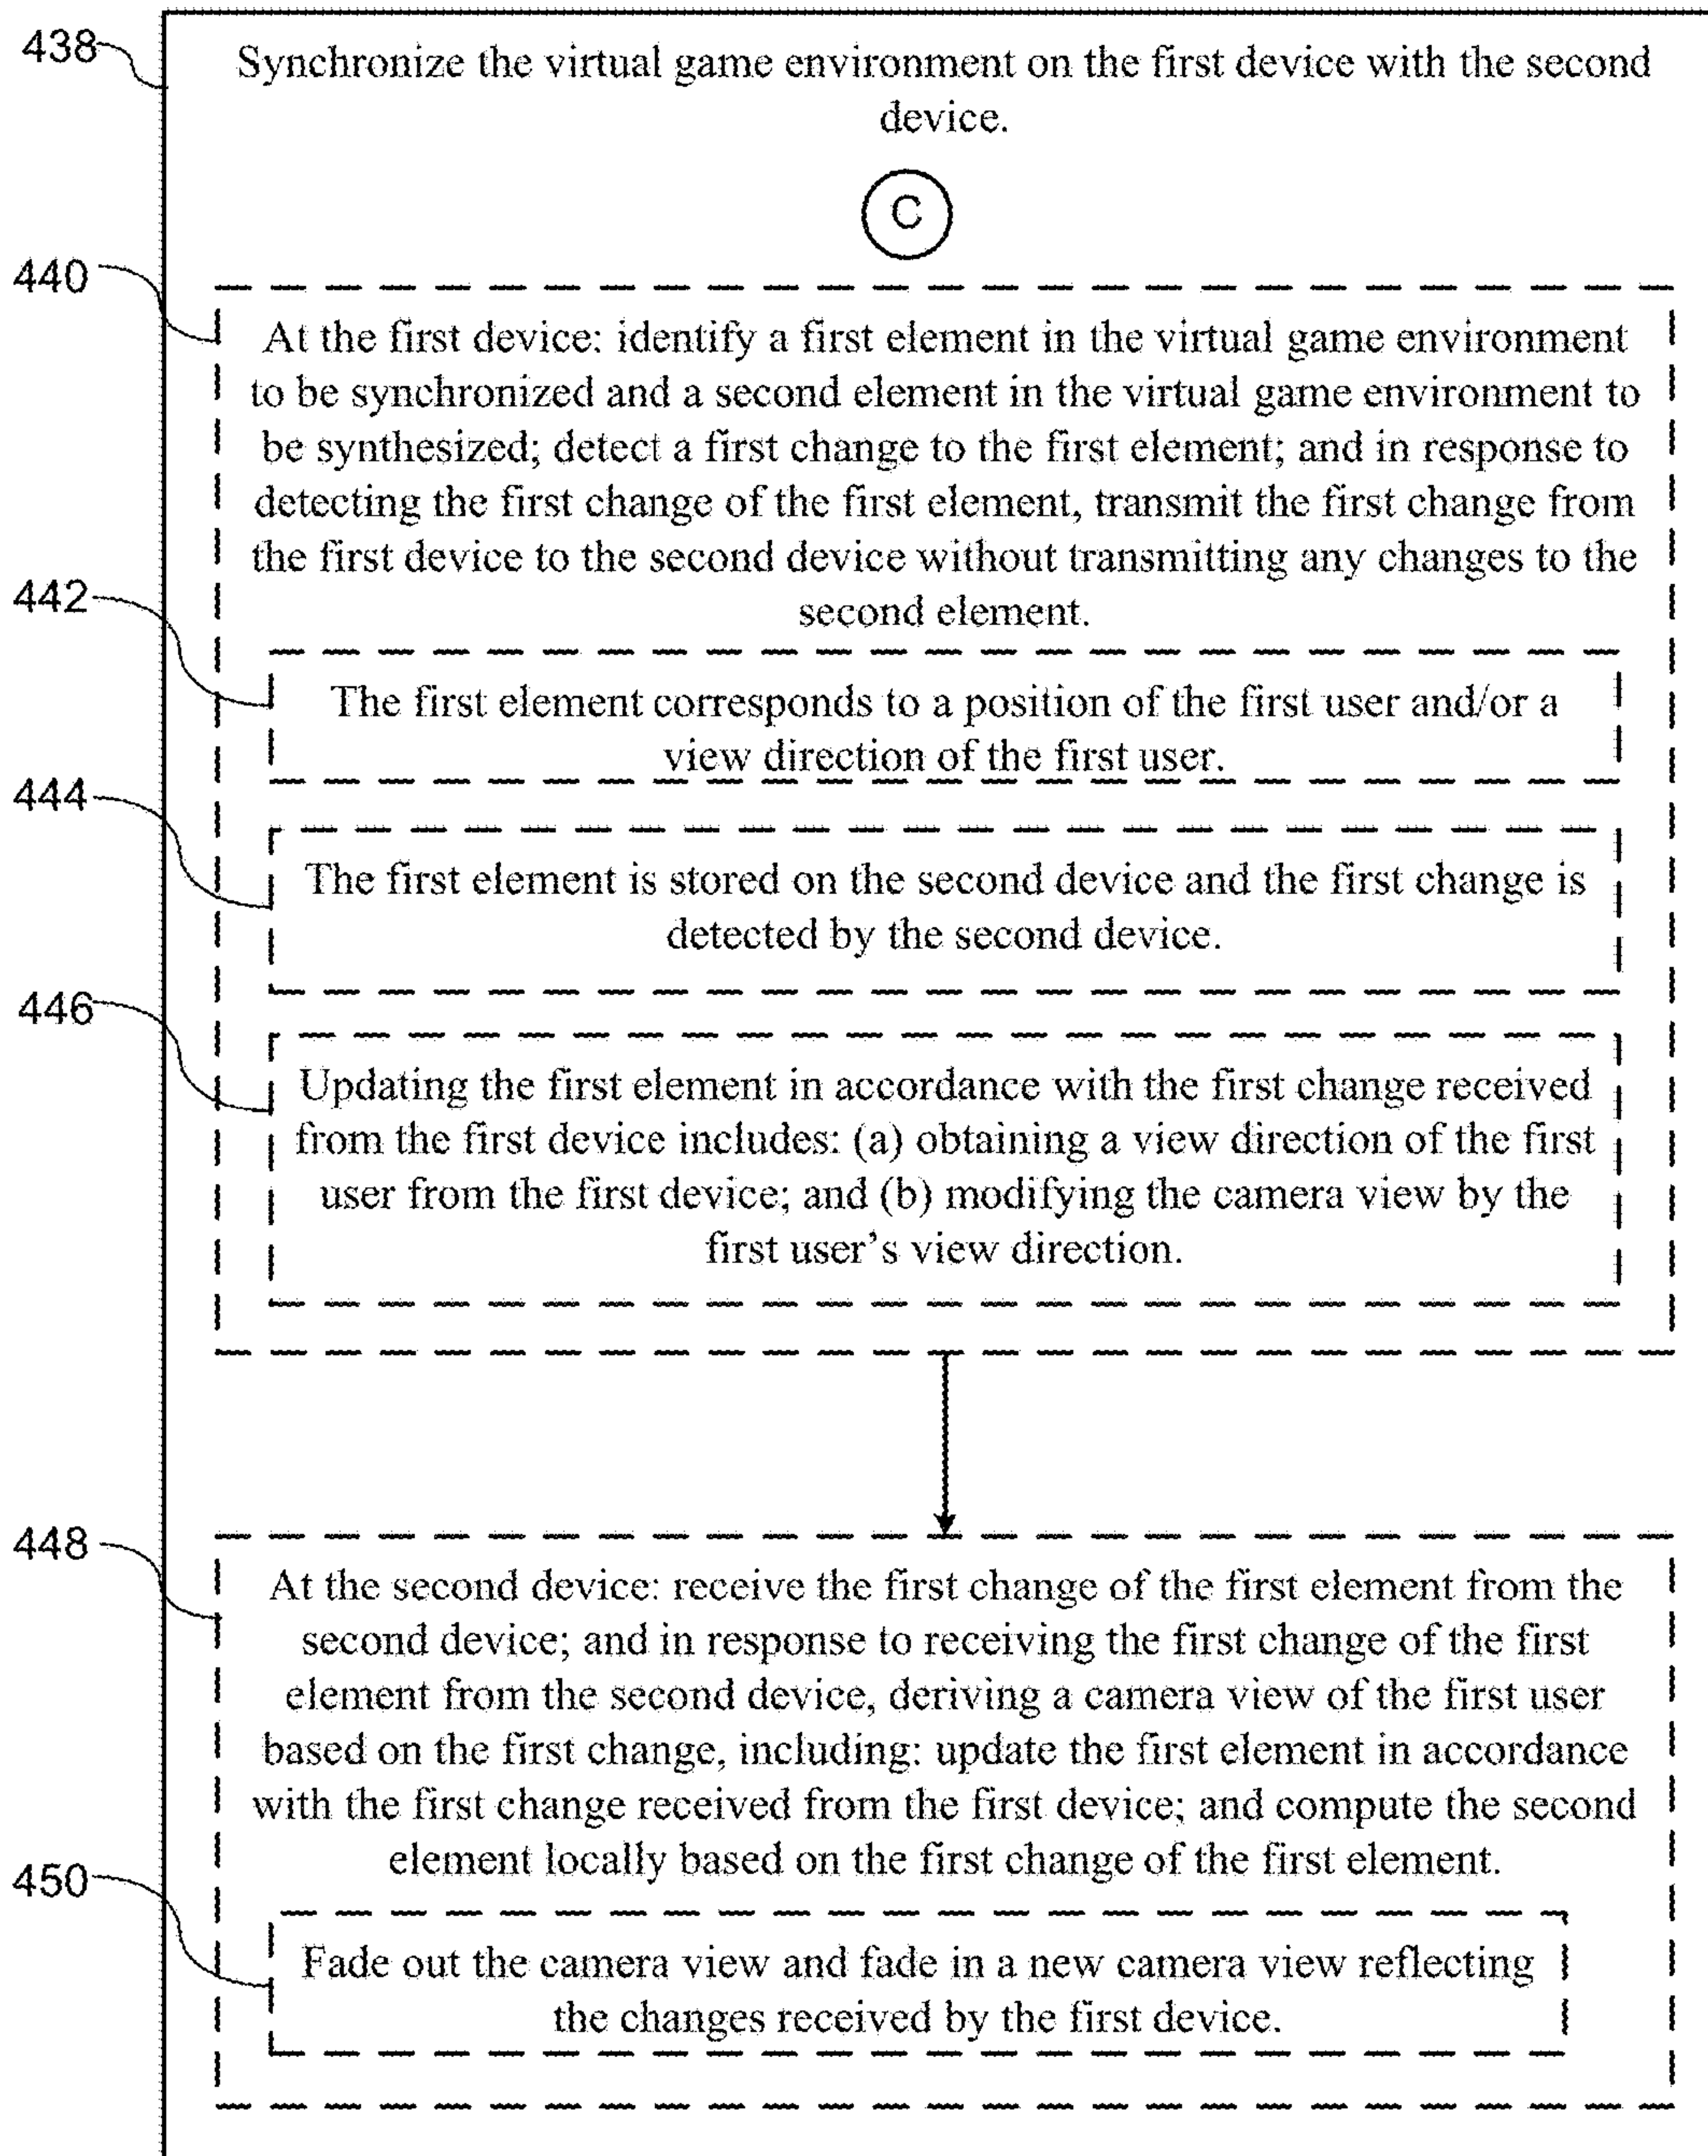 438
Synchronize the virtual game environment on the first device with the second
device.
C
440
At the first device: identify a first element in the virtual game environment
to be synchronized and a second element in the virtual game environment to
be synthesized; detect a first change to the first element; and in response to
detecting the first change of the first element, transmit the first change from
the first device to the second device without transmitting any changes to the
second element.
442
The first element corresponds to a position of the first user and/or a
view direction of the first user.
444
The first element is stored on the second device and the first change is
detected by the second device.
446
Updating the first element in accordance with the first change received
from the first device includes: (a) obtaining a view direction of the first
user from the first device; and (b) modifying the camera view by the
first user's view direction.
448
At the second device: receive the first change of the first element from the
second device; and in response to receiving the first change of the first
element from the second device, deriving a camera view of the first user
based on the first change, including: update the first element in accordance
with the first change received from the first device; and compute the second
element locally based on the first change of the first element.
450
Fade out the camera view and fade in a new camera view reflecting
the changes received by the first device.